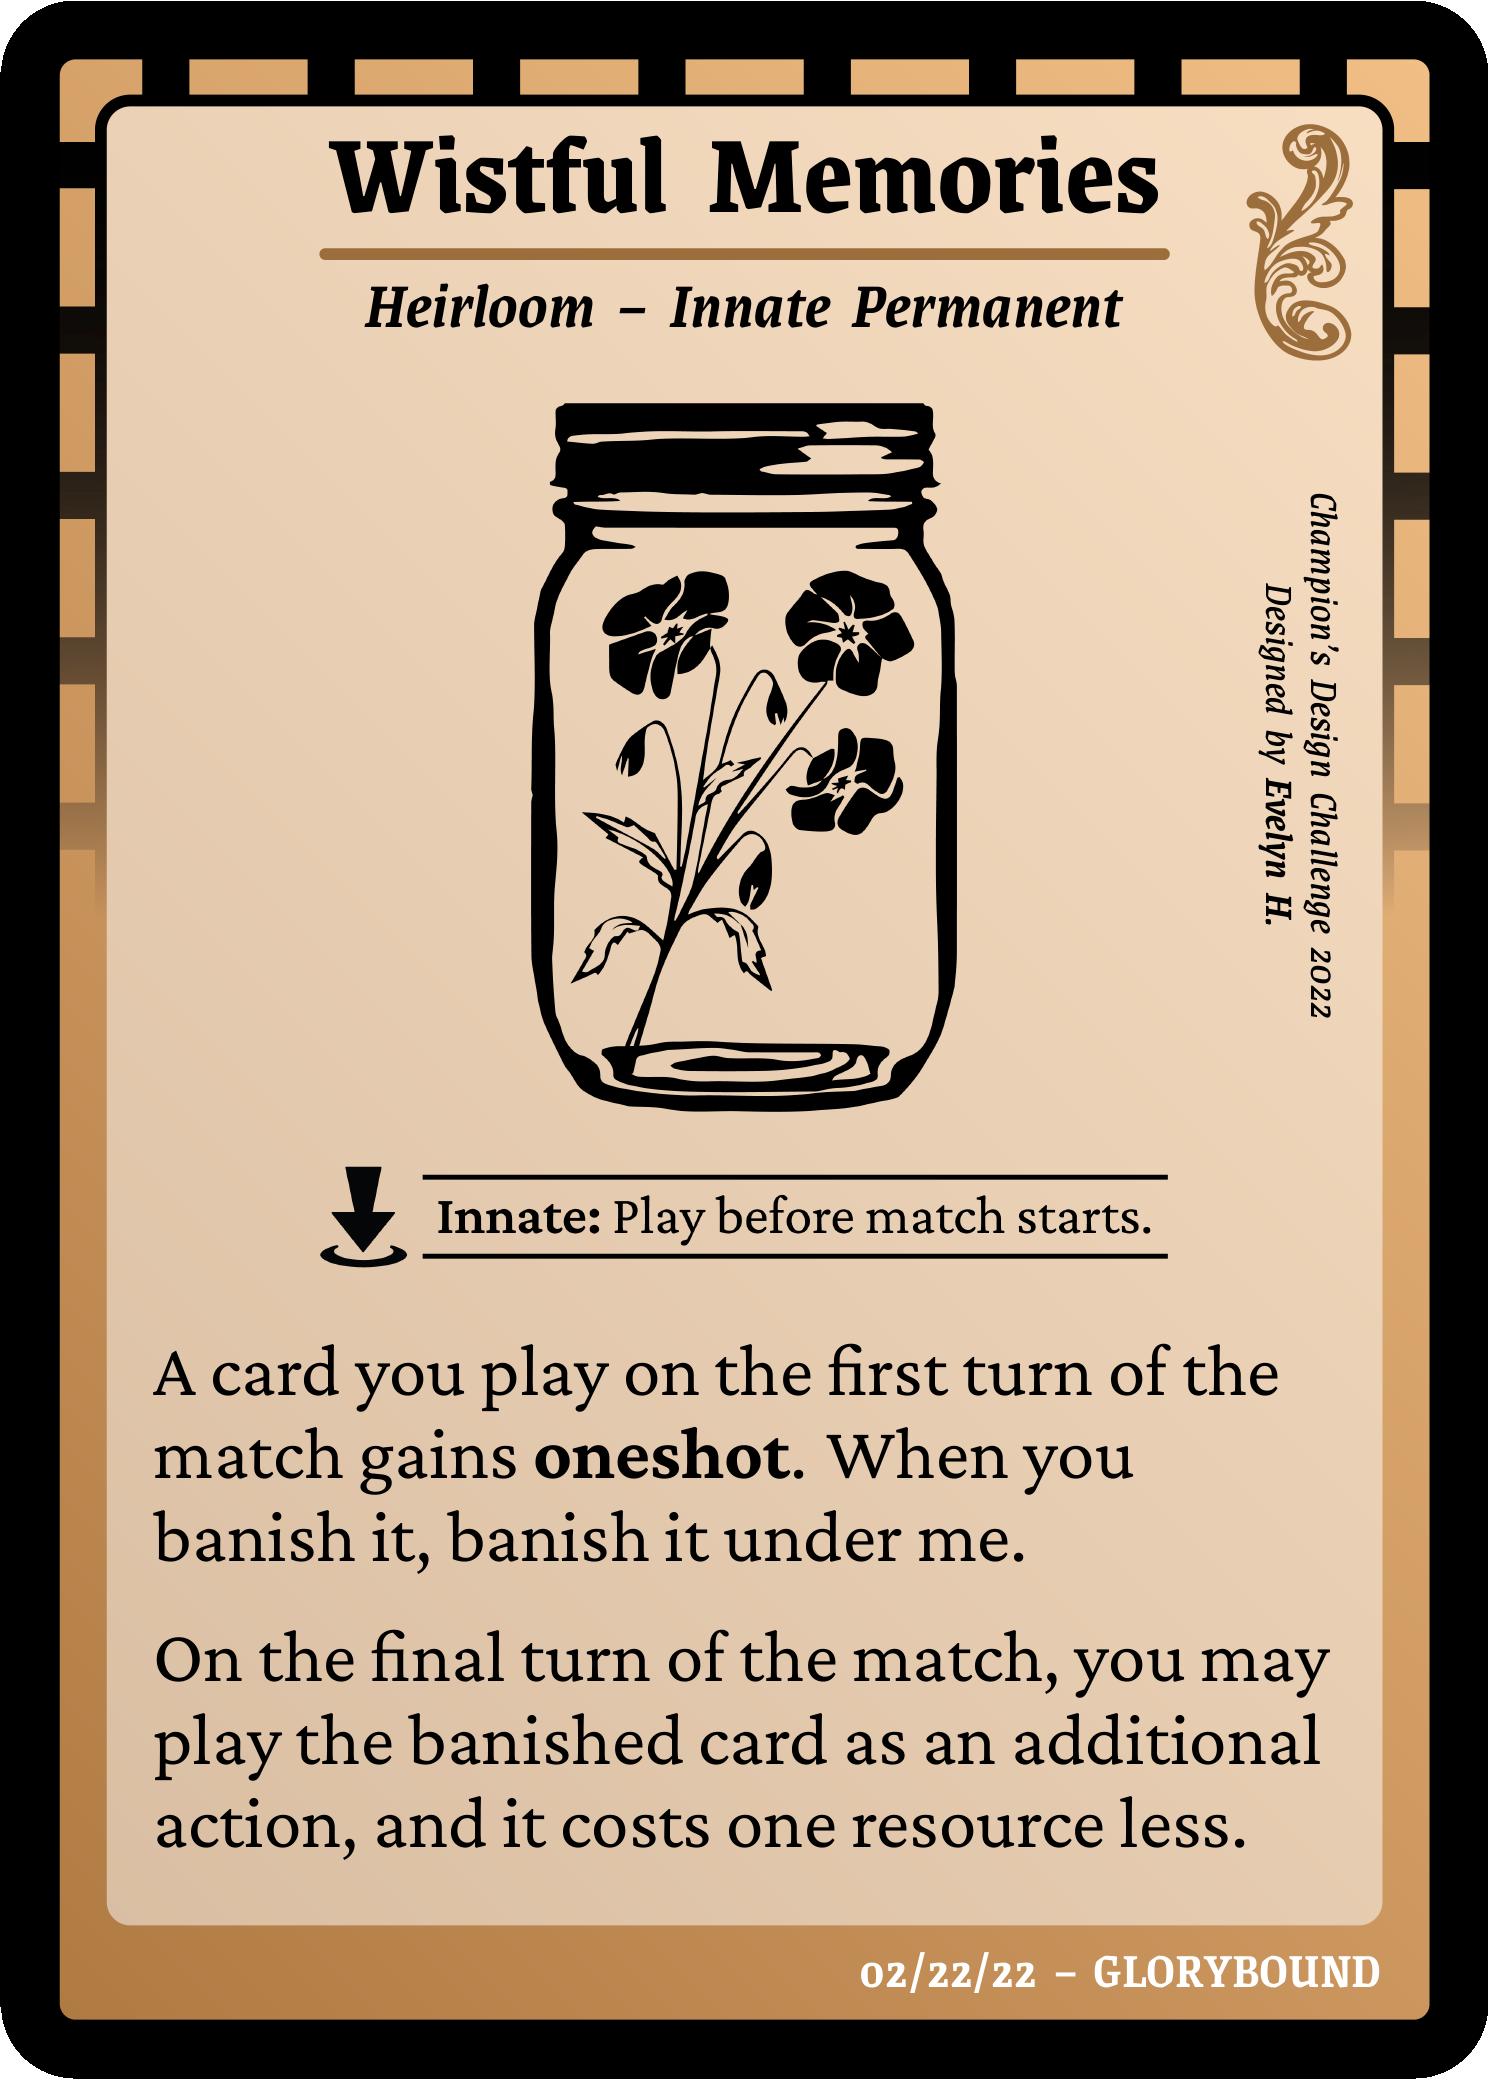 Wistful Memories
Heirloom – Innate Permanent
Champion's Design Challenge 2022
Designed by Evelyn H.
Innate: Play before match starts.
A card you play on the first turn of the
match gains oneshot. When you
banish it, banish it under me.
On the final turn of the match, you may
play the banished card as an additional
action, and it costs one resource less.
02/22/22 – GLORYBOUND